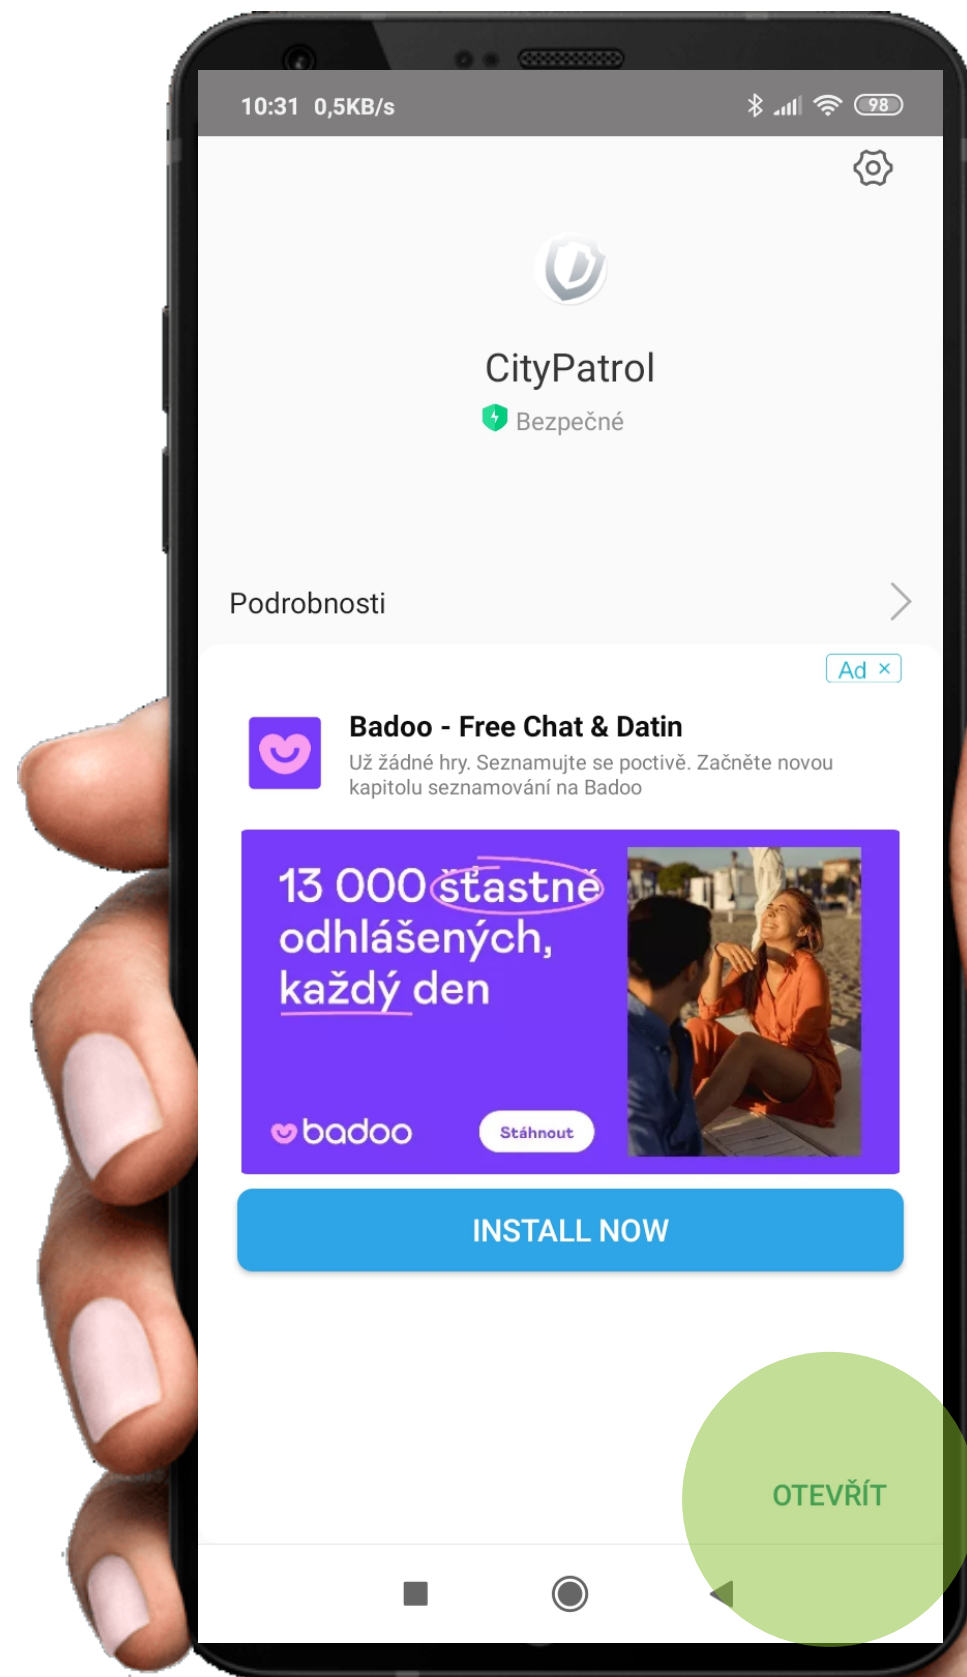 10:31 0,5KB/s 98
CityPatrol
Bezpečné
Podrobnosti
Ad ×
Badoo - Free Chat & Datin
Už žádné hry. Seznamujte se poctivě. Začněte novou
kapitolu seznamování na Badoo
13 000 šťastně
odhlášených,
každý den
badoo
Stáhnout
INSTALL NOW
OTEVŘÍT